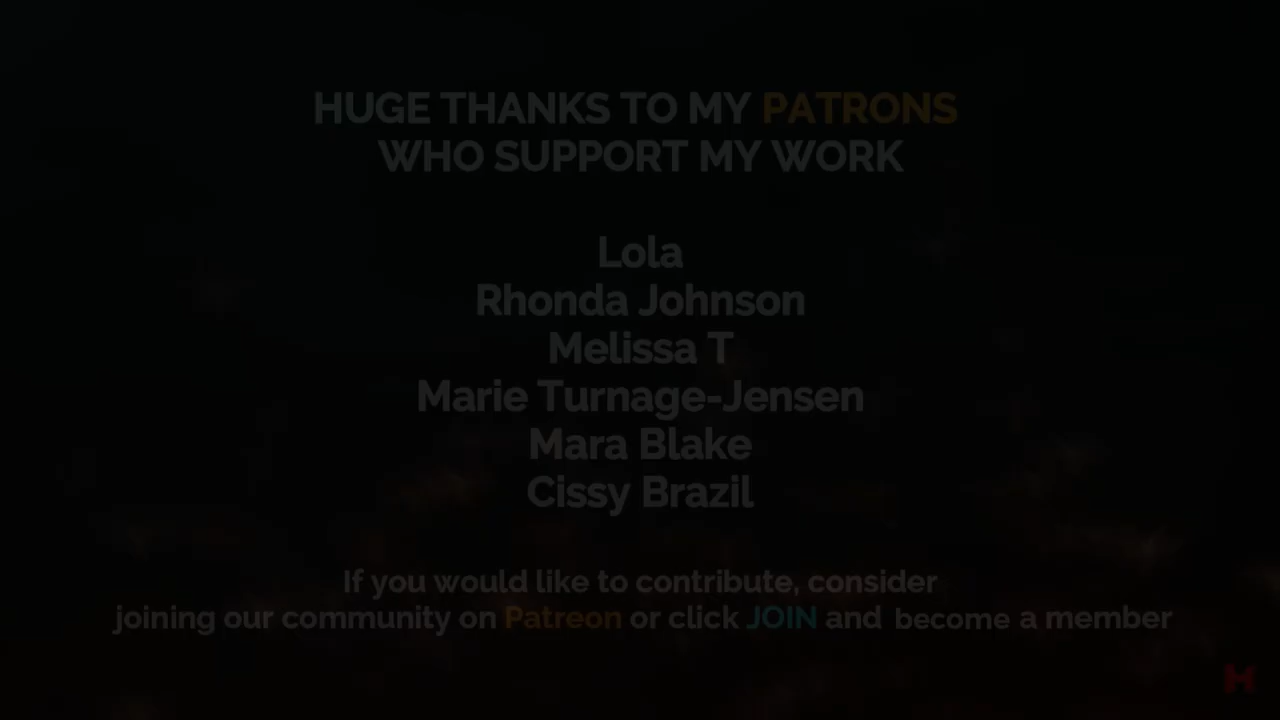 HUGE THANKS TO MY PATRONS
WHO SUPPORT MY WORK
Lola
Rhonda Johnson
Melissa T
Marie Turnage-Jensen
Mara Blake
Cissy Brazil
If you would like to contribute, consider
joining our community on Patreon or click JOIN and become a member
M